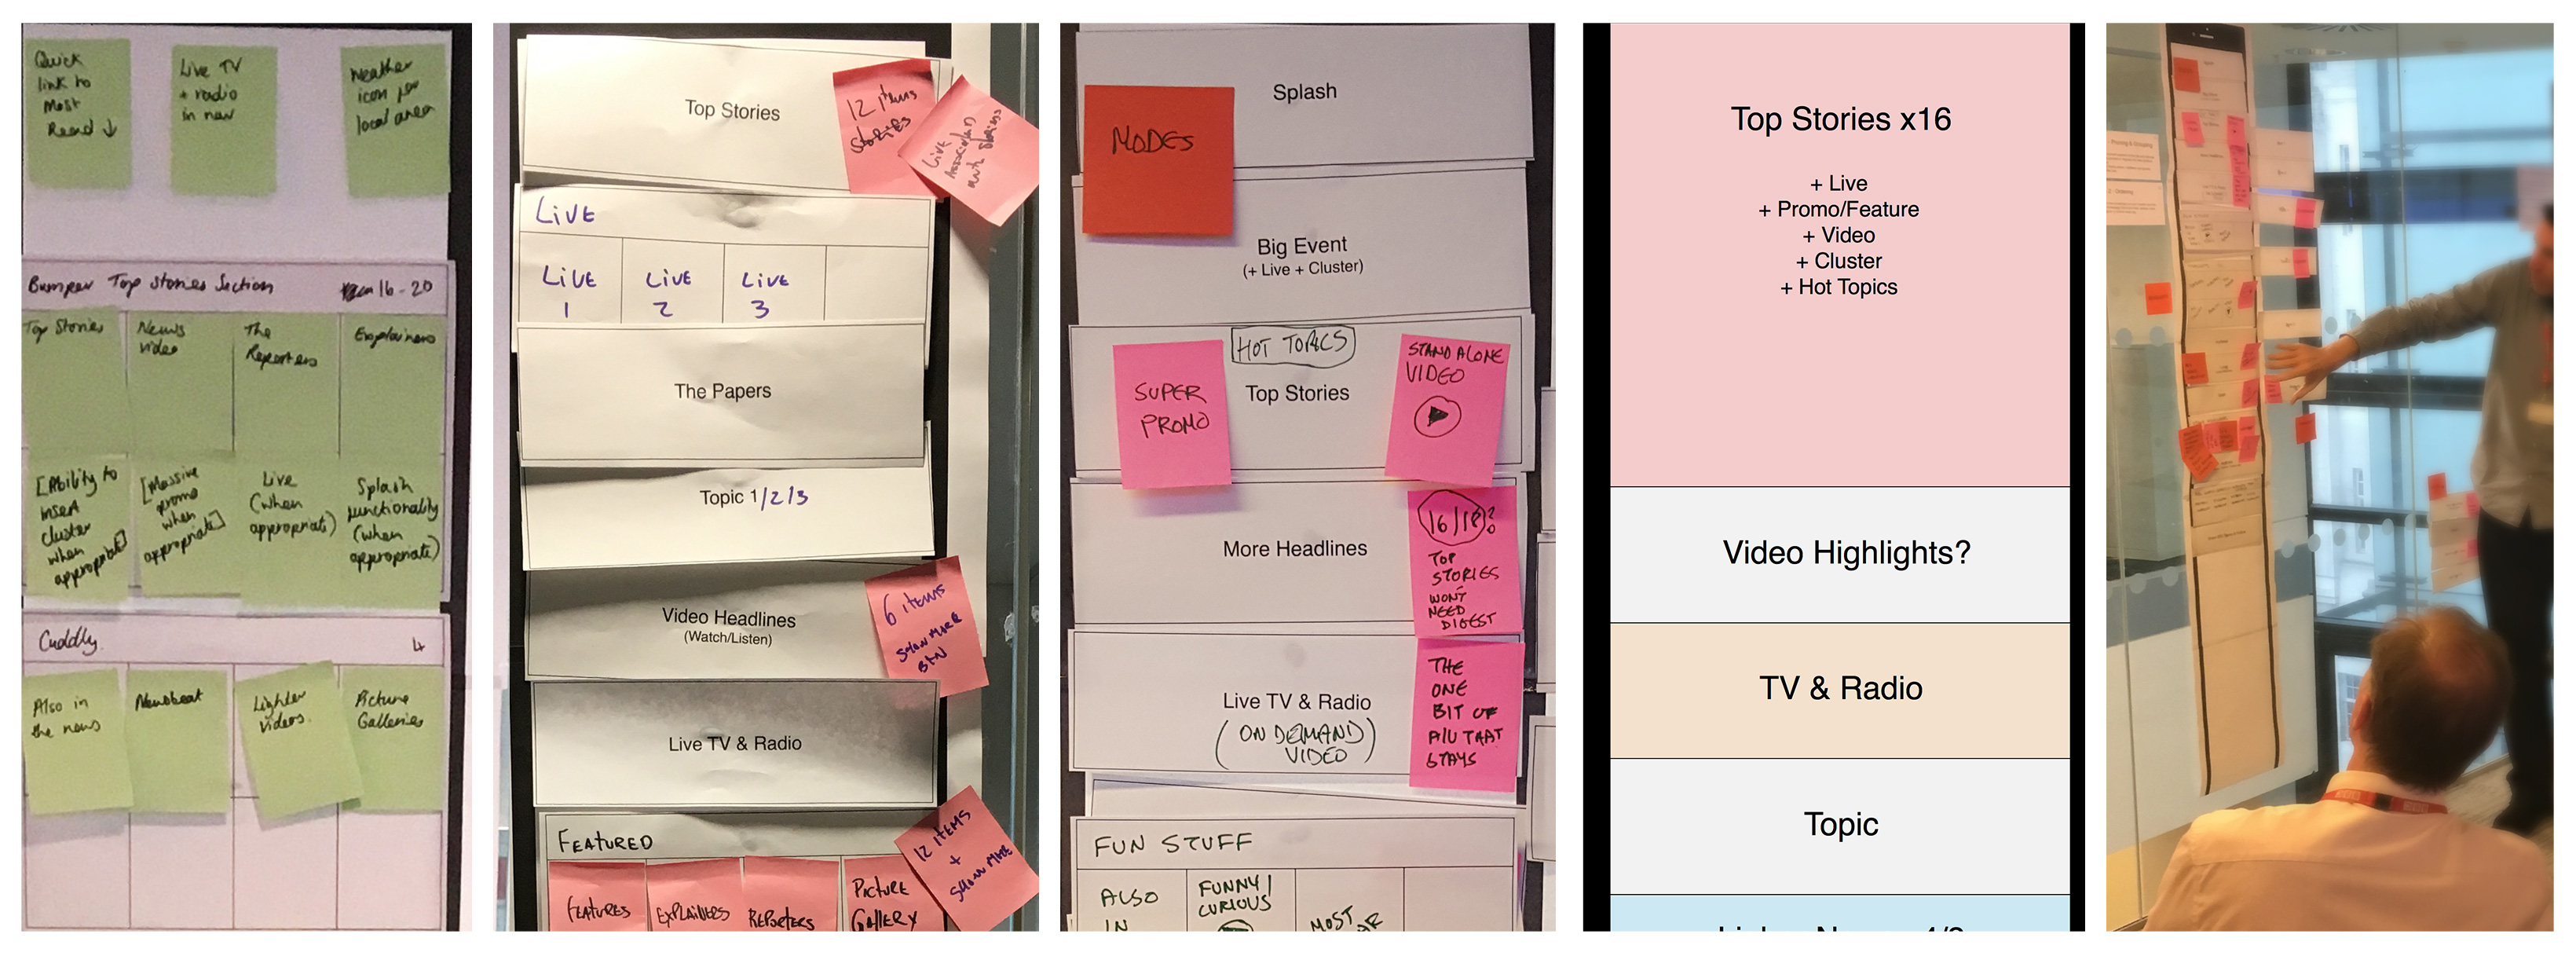 Quick
link to
Most
Read ↓
Live TV
+ radio
in nav
Weather
icon for
local area
Bumper Top Stories Section
16-20
Top Stories
News
video
The
Reporters
Explainers
[Ability to
insert
cluster
when
appropriate]
[Massive
promo
when
appropriate]
Live
(when
appropriate)
Splash
functionality
(when
appropriate)
Cuddly
4
Also in
the news
Newsbeat
Lighter
videos.
Picture
Galleries
Top Stories
12 items
stories
Live
Associated
with stories
LIVE
LIVE
1
LIVE
2
LIVE
3
The Papers
Topic 1/2/3
Video Headlines
(Watch/Listen)
6 items
SHOW MORE
BTN
Live TV & Radio
FEATURED
12 ITEMS
+
SHOW MORE
FEATURES
EXPLAINERS
REPORTERS
PICTURE
GALLERY
Splash
MODES
Big Event
(+ Live + Cluster)
HOT TOPICS
SUPER
PROMO
Top Stories
STANDALONE
VIDEO
More Headlines
16/18?
TOP
STORIES
WONT
NEED
DIGEST
Live TV & Radio
(ON DEMAND)
VIDEO
THE
ONE
BIT OF
THAT
STAYS
FUN STUFF
ALSO
IN
FUNNY/
CURIOUS
MOST
Top Stories x16
+ Live
+ Promo/Feature
+ Video
+ Cluster
+ Hot Topics
Video Highlights?
TV & Radio
Topic